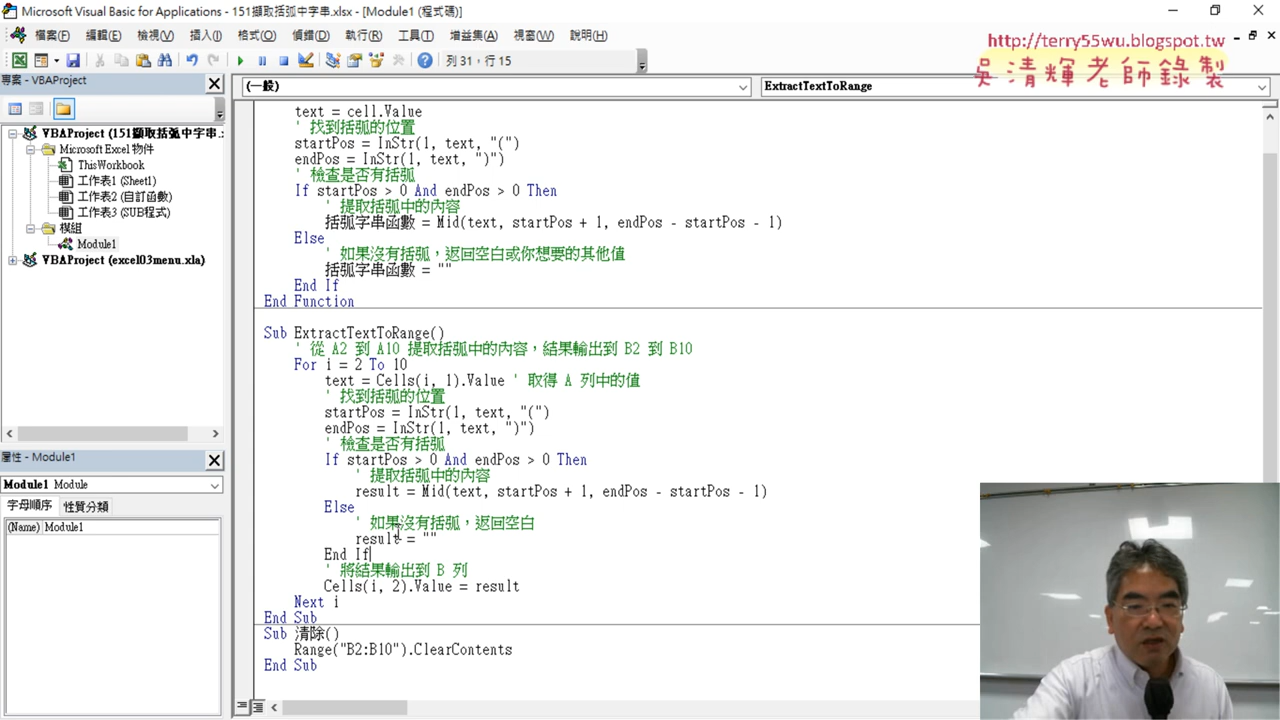 Microsoft Visual Basic for Applications - 151擷取括弧中字串.xlsx - [Module1 (程式碼)]
檔案(F) 編輯(E) 檢視(V) 插入(I) 格式(O) 偵錯(D) 執行(R) 工具(T) 增益集(A) 視窗(W) 說明(H)
http://terry55wu.blogspot.tw
吳清輝老師錄製
列 31，行 15
專案 - VBAProject
(一般)
ExtractTextToRange
VBAProject (151擷取括弧中字串.:
Microsoft Excel 物件
ThisWorkbook
工作表1 (Sheet1)
工作表2 (自訂函數)
工作表3 (SUB程式)
模組
Module1
VBAProject (excel03menu.xla)
屬性 - Module1
Module1 Module
字母順序 性質分類
(Name) Module1
text = cell.Value
' 找到括弧的位置
startPos = InStr(1, text, "(")
endPos = InStr(1, text, ")")
' 檢查是否有括弧
If startPos > 0 And endPos > 0 Then
' 提取括弧中的內容
括弧字串函數 = Mid(text, startPos + 1, endPos - startPos - 1)
Else
' 如果沒有括弧，返回空白或你想要的其他值
括弧字串函數 = ""
End If
End Function
Sub ExtractTextToRange()
' 從 A2 到 A10 提取括弧中的內容，結果輸出到 B2 到 B10
For i = 2 To 10
text = Cells(i, 1).Value ' 取得 A 列中的值
' 找到括弧的位置
startPos = InStr(1, text, "(")
endPos = InStr(1, text, ")")
' 檢查是否有括弧
If startPos > 0 And endPos > 0 Then
' 提取括弧中的內容
result = Mid(text, startPos + 1, endPos - startPos - 1)
Else
' 如果沒有括弧，返回空白
result = ""
End If
' 將結果輸出到 B 列
Cells(i, 2).Value = result
Next i
End Sub
Sub 清除()
Range("B2:B10").ClearContents
End Sub